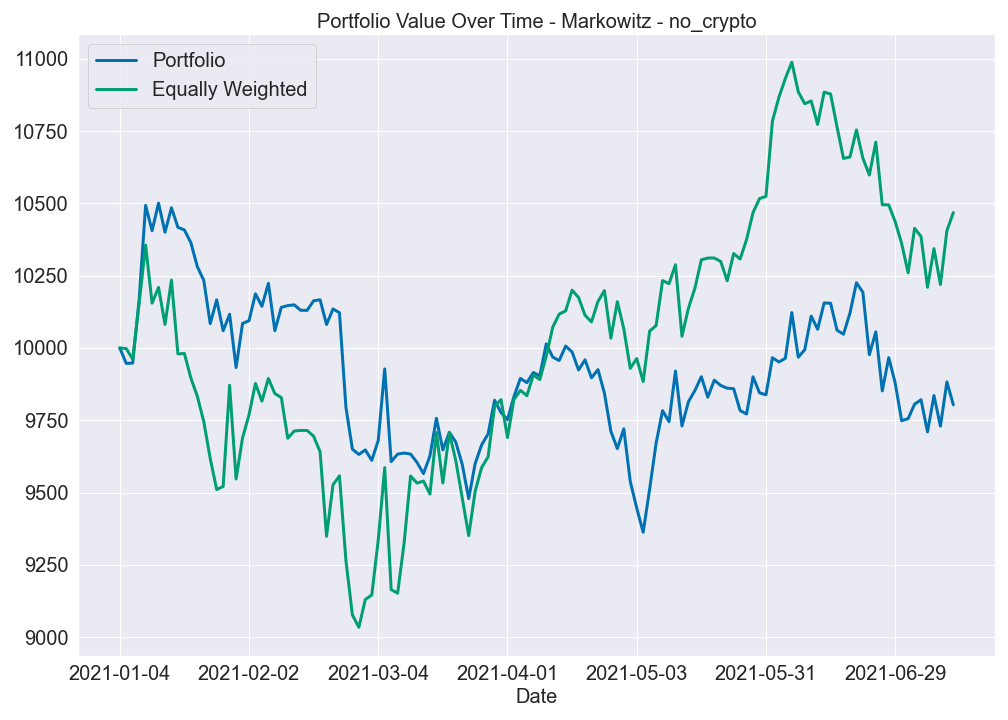 Portfolio Value Over Time - Markowitz - no_crypto
Portfolio
Equally Weighted
11000
10750
10500
10250
10000
9750
9500
9250
9000
2021-01-04 2021-02-02 2021-03-04 2021-04-01 2021-05-03 2021-05-31 2021-06-29
Date